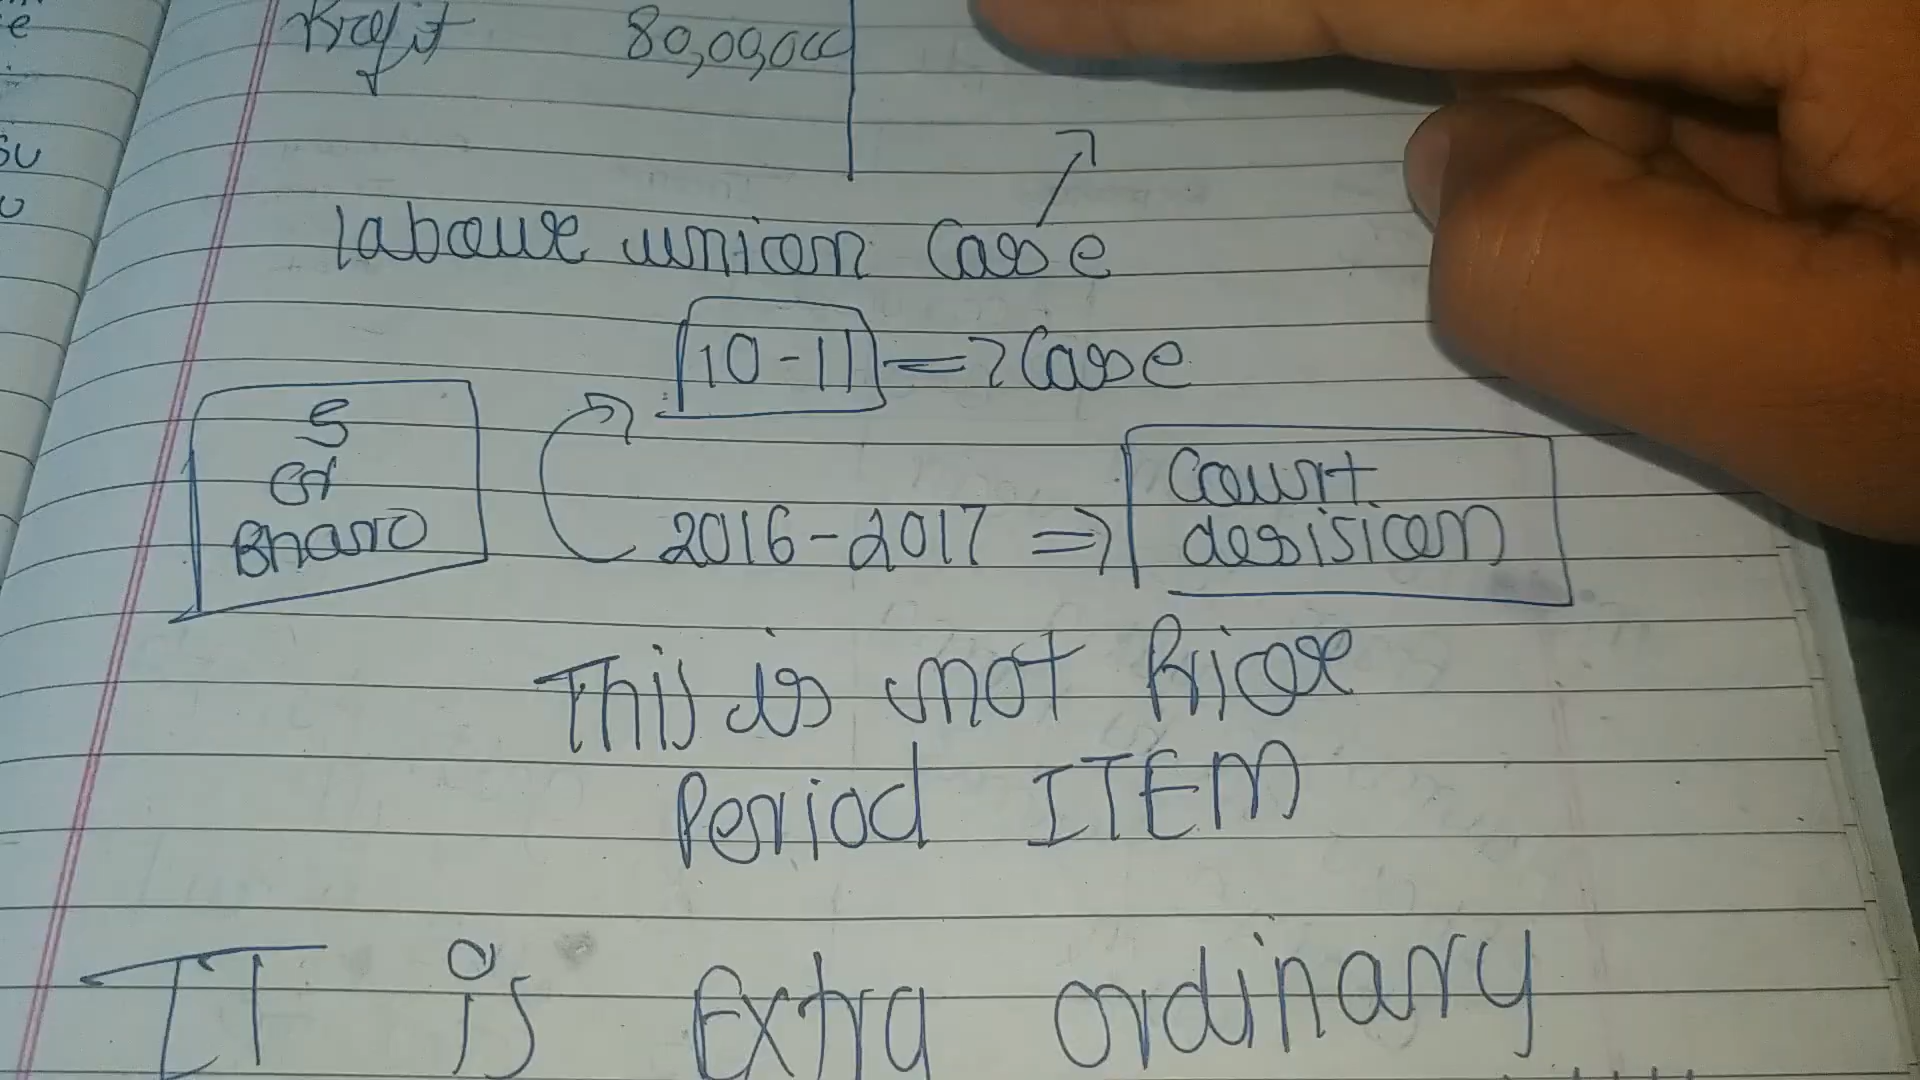 e
Profit 80,00,000
su
u
labour union Case
10-11 => Case
5
Cr
2016-2017 => Court
desision
This is not Prior
Period ITEM
IT is Extra ordinary